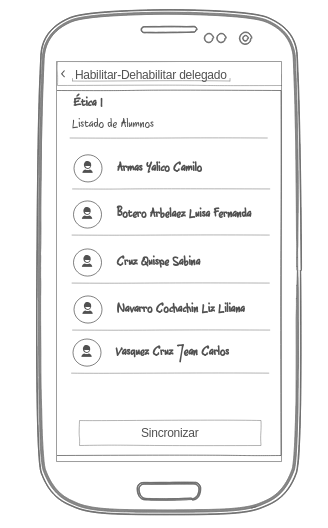 Habilitar-Dehabilitar delegado
Ética I
Listado de Alumnos
Armas Yalico Camilo
Botero Arbelaez Luisa Fernanda
Cruz Quispe Sabina
Navarro Cochachin Liz Liliana
Vasquez Cruz Jean Carlos
Sincronizar